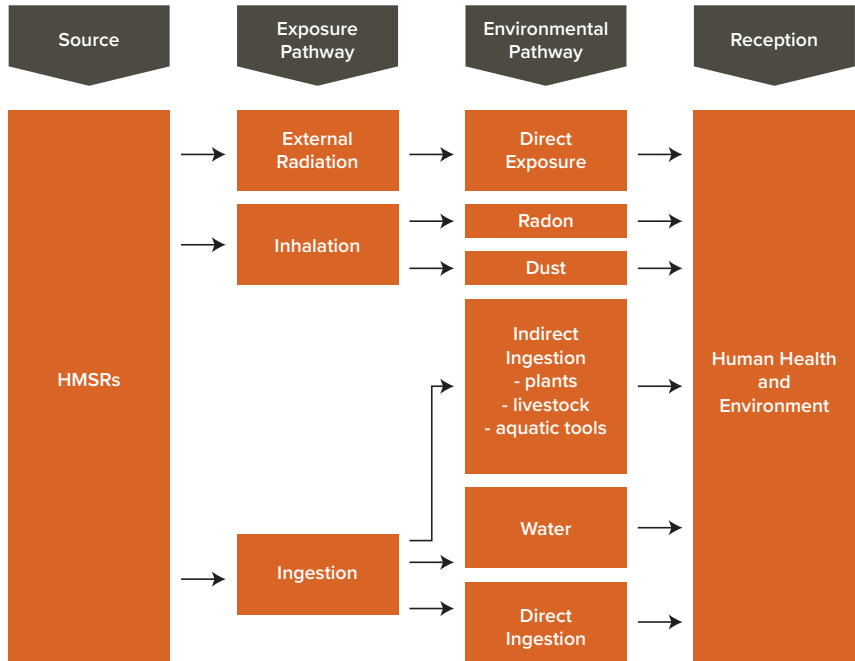 Source
Exposure
Pathway
Environmental
Pathway
Reception
HMSRs
External
Radiation
Direct
Exposure
Inhalation
Radon
Dust
Indirect
Ingestion
- plants
- livestock
- aquatic tools
Ingestion
Water
Direct
Ingestion
Human Health
and
Environment